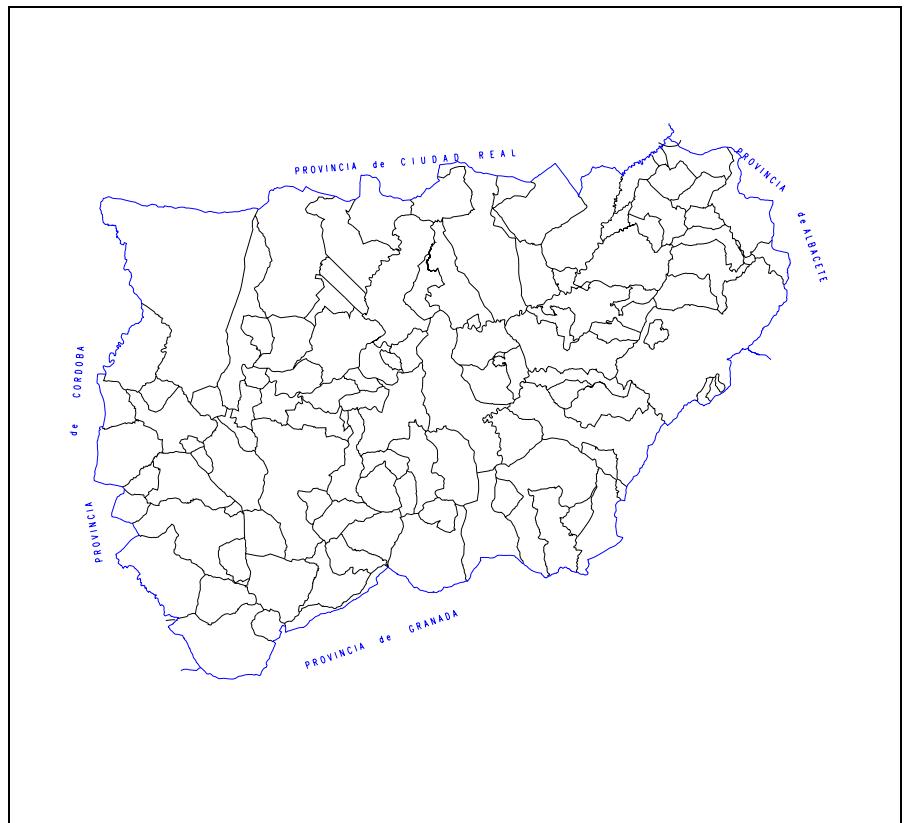 PROVINCIA de CIUDAD REAL
PROVINCIA
de ALBACETE
PROVINCIA
de CORDOBA
PROVINCIA de GRANADA